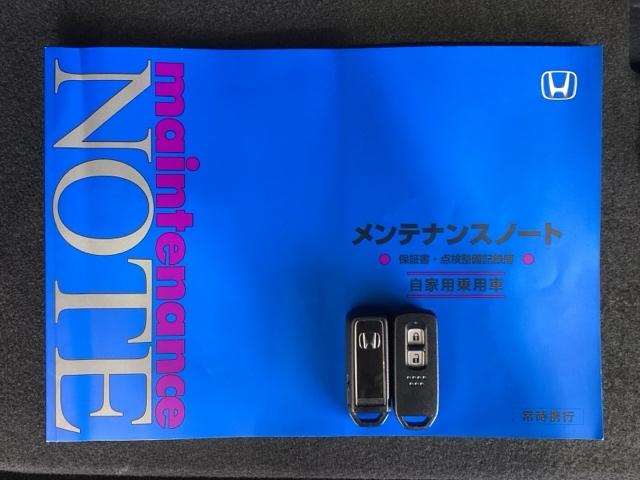 maintenance
NOTE
メンテナンスノート
保証書・点検整備記録簿
自家用乗用車
常時携行